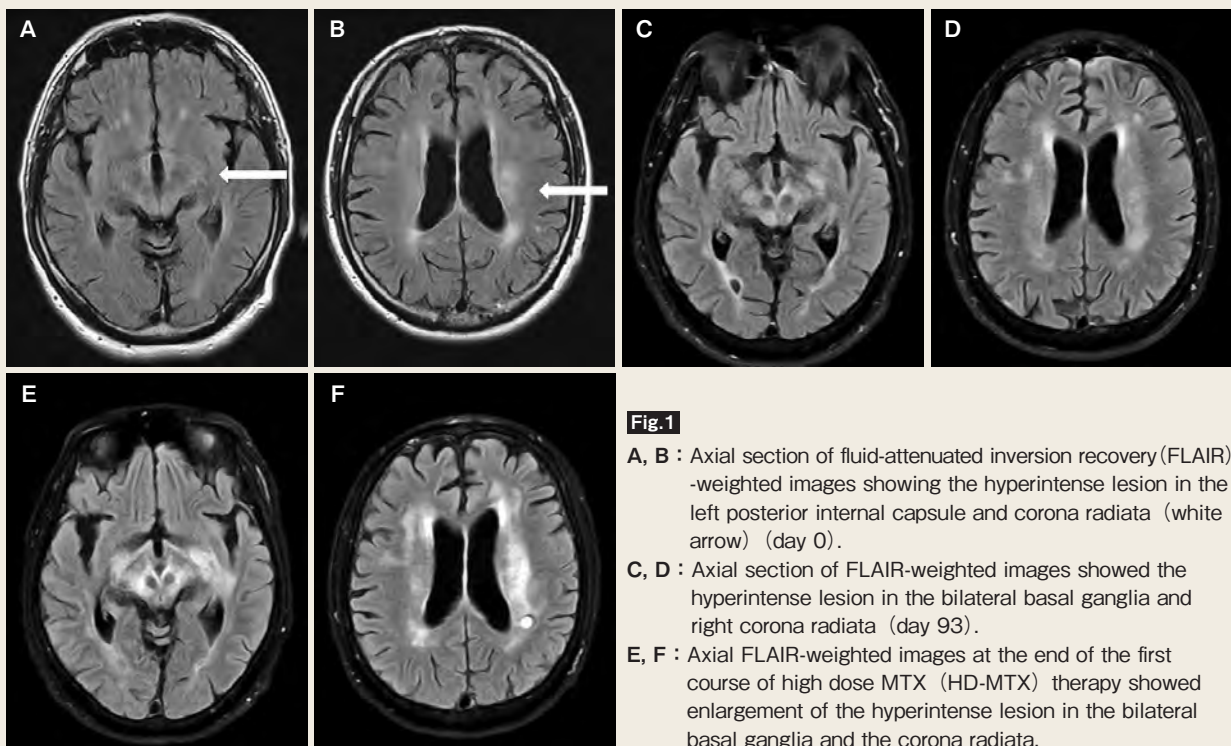 A
B
C
D
E
F
Fig.1
A, B : Axial section of fluid-attenuated inversion recovery (FLAIR)
-weighted images showing the hyperintense lesion in the
left posterior internal capsule and corona radiata (white
arrow) (day 0).
C, D : Axial section of FLAIR-weighted images showed the
hyperintense lesion in the bilateral basal ganglia and
right corona radiata (day 93).
E, F : Axial FLAIR-weighted images at the end of the first
course of high dose MTX (HD-MTX) therapy showed
enlargement of the hyperintense lesion in the bilateral
basal ganglia and the corona radiata.